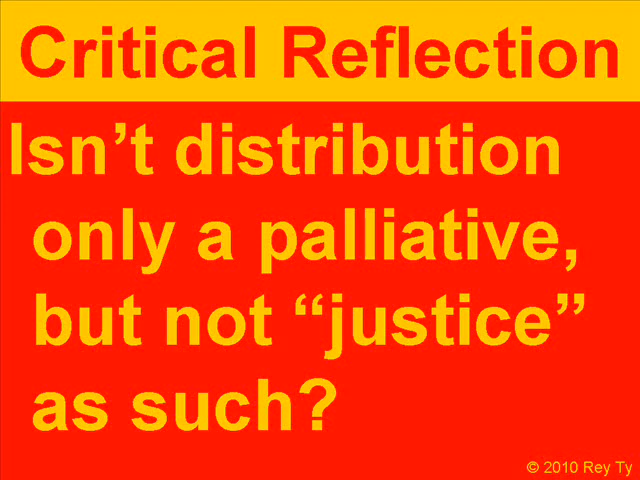 Critical Reflection
Isn’t distribution
only a palliative,
but not “justice”
as such?
© 2010 Rey Ty